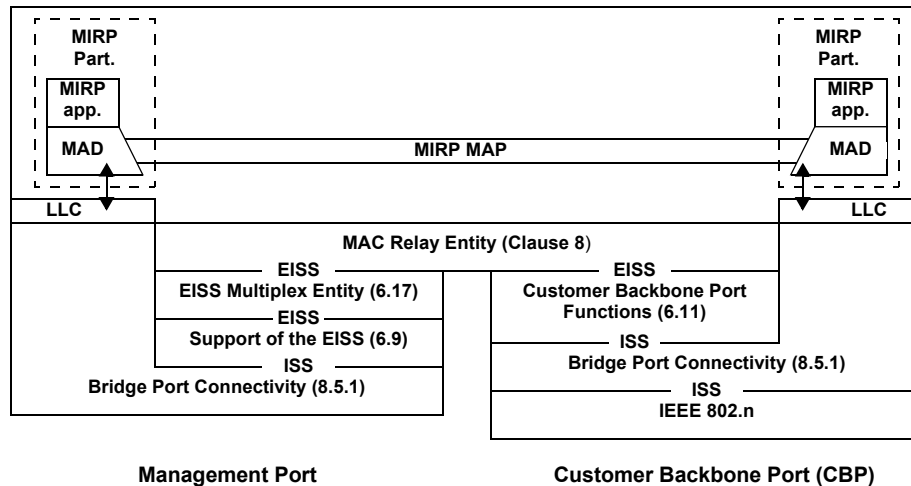 MIRP
Part.
MIRP
app.
MAD
MIRP MAP
MIRP
Part.
MIRP
app.
MAD
LLC
LLC
MAC Relay Entity (Clause 8)
EISS
EISS Multiplex Entity (6.17)
EISS
Support of the EISS (6.9)
ISS
Bridge Port Connectivity (8.5.1)
EISS
Customer Backbone Port
Functions (6.11)
ISS
Bridge Port Connectivity (8.5.1)
ISS
IEEE 802.n
Management Port
Customer Backbone Port (CBP)